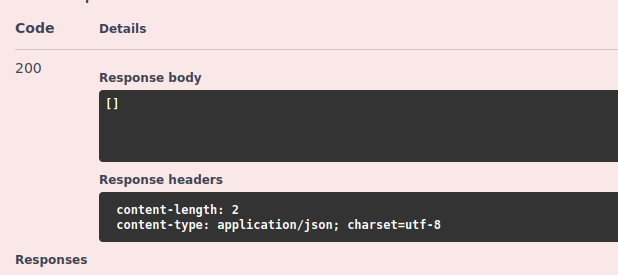 Code Details
200
Response body
[]
Response headers
content-length: 2
content-type: application/json; charset=utf-8
Responses